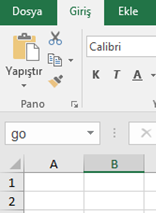 Dosya Giriş Ekle
Yapıştır
Calibri
K T A
Pano
go
A B
1
2